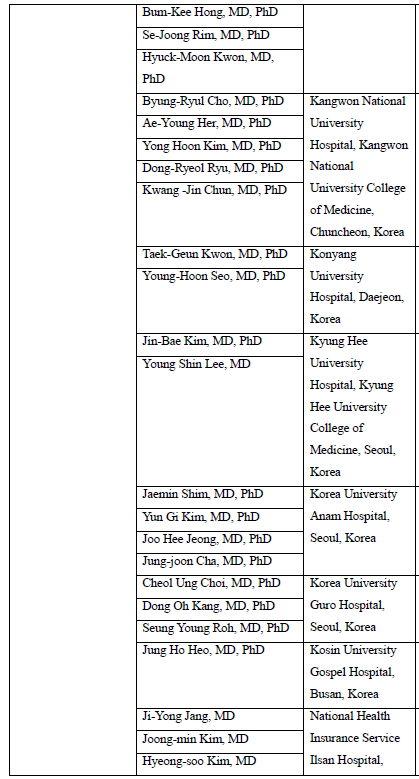 Bum-Kee Hong, MD, PhD
Se-Joong Rim, MD, PhD
Hyuck-Moon Kwon, MD,
PhD
Byung-Ryul Cho, MD, PhD
Ae-Young Her, MD, PhD
Yong Hoon Kim, MD, PhD
Dong-Ryeol Ryu, MD, PhD
Kwang -Jin Chun, MD, PhD
Kangwon National
University
Hospital, Kangwon
National
University College
of Medicine,
Chuncheon, Korea
Taek-Geun Kwon, MD, PhD
Young-Hoon Seo, MD, PhD
Konyang
University
Hospital, Daejeon,
Korea
Jin-Bae Kim, MD, PhD
Young Shin Lee, MD
Kyung Hee
University
Hospital, Kyung
Hee University
College of
Medicine, Seoul,
Korea
Jaemin Shim, MD, PhD
Yun Gi Kim, MD, PhD
Joo Hee Jeong, MD, PhD
Jung-joon Cha, MD, PhD
Korea University
Anam Hospital,
Seoul, Korea
Cheol Ung Choi, MD, PhD
Dong Oh Kang, MD, PhD
Seung Young Roh, MD, PhD
Korea University
Guro Hospital,
Seoul, Korea
Jung Ho Heo, MD, PhD
Kosin University
Gospel Hospital,
Busan, Korea
Ji-Yong Jang, MD
Joong-min Kim, MD
Hyeong-soo Kim, MD
National Health
Insurance Service
Ilsan Hospital,